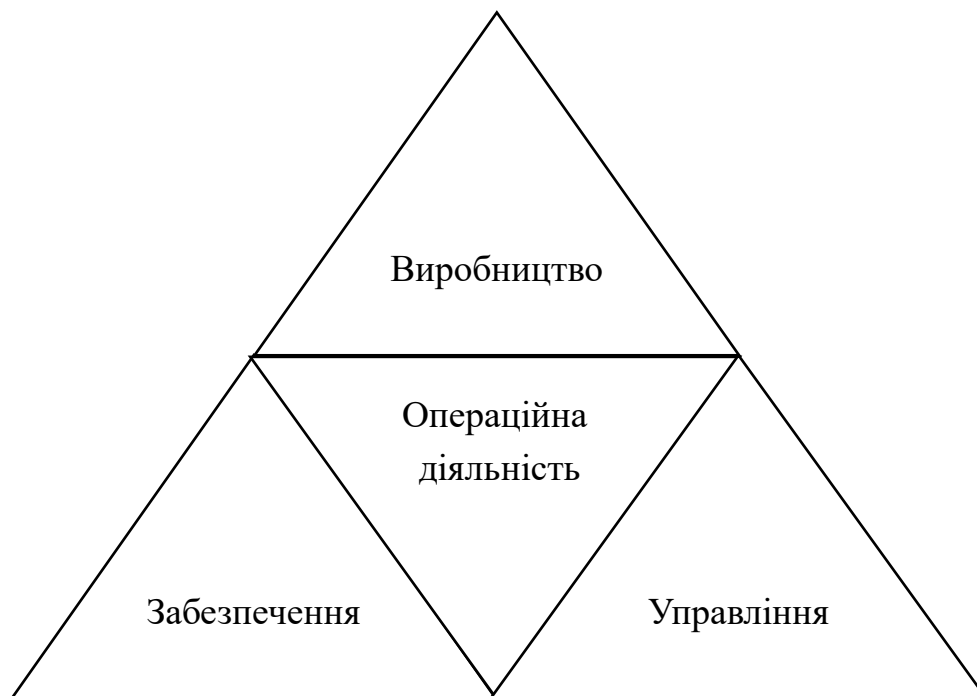 Виробництво
Операційна
діяльність
Забезпечення
Управління